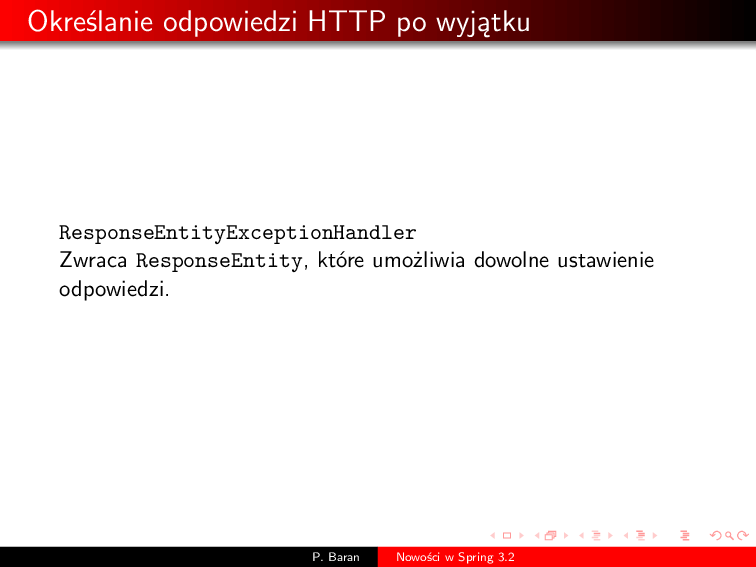 Określanie odpowiedzi HTTP po wyjątku
ResponseEntityExceptionHandler
Zwraca ResponseEntity, które umożliwia dowolne ustawienie
odpowiedzi.
P. Baran
Nowości w Spring 3.2